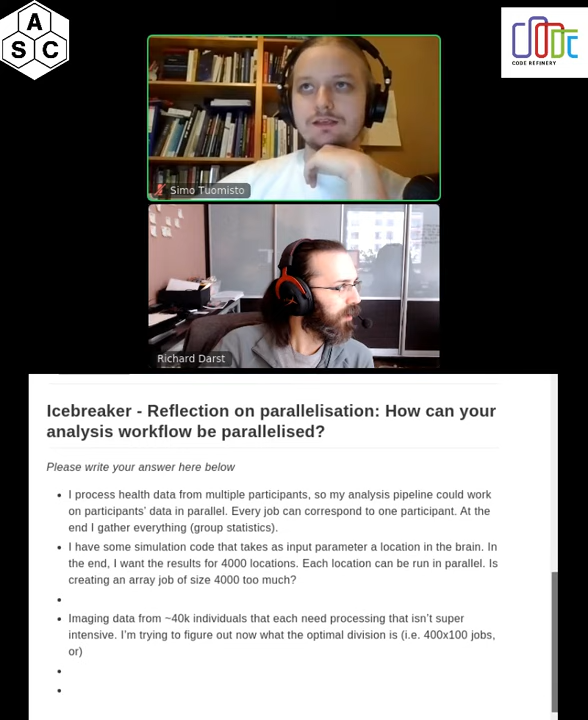 A
S C
CODE REFINERY
Simo Tuomisto
Richard Darst
Icebreaker - Reflection on parallelisation: How can your
analysis workflow be parallelised?
Please write your answer here below
• I process health data from multiple participants, so my analysis pipeline could work
on participants’ data in parallel. Every job can correspond to one participant. At the
end I gather everything (group statistics).
• I have some simulation code that takes as input parameter a location in the brain. In
the end, I want the results for 4000 locations. Each location can be run in parallel. Is
creating an array job of size 4000 too much?
•
• Imaging data from ~40k individuals that each need processing that isn’t super
intensive. I’m trying to figure out now what the optimal division is (i.e. 400x100 jobs,
or)
•
•